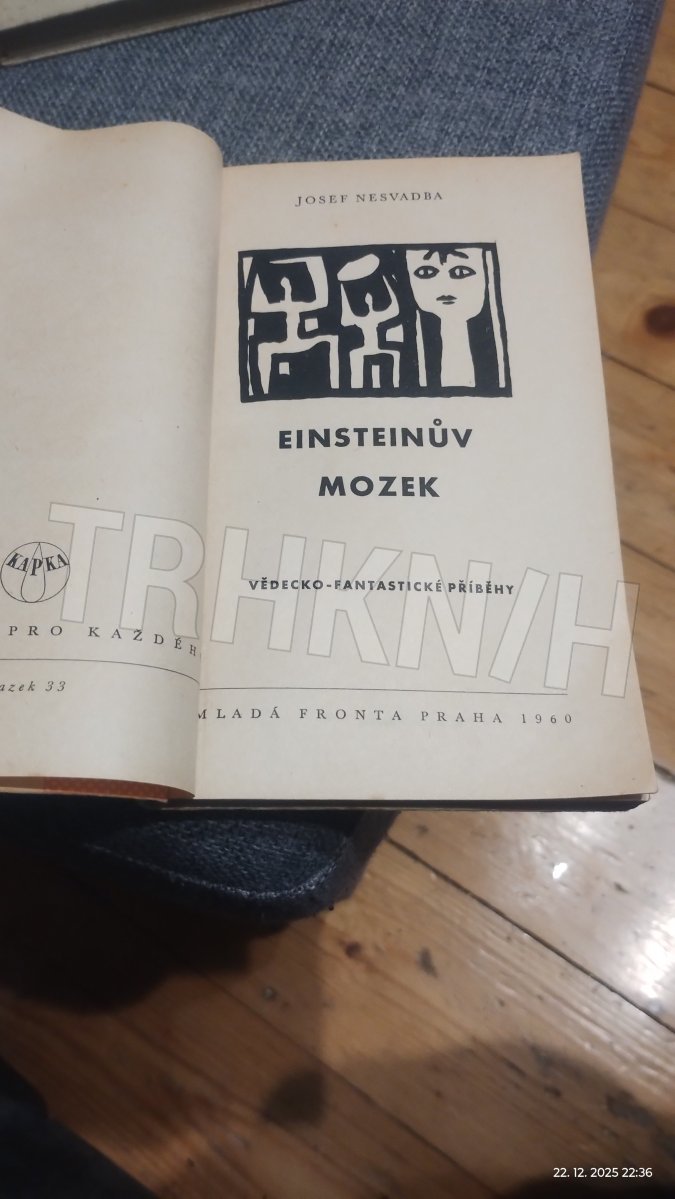 JOSEF NESVADBA
EINSTEINŮV
MOZEK
VĚDECKO-FANTASTICKÉ PŘÍBĚHY
MLADÁ FRONTA PRAHA 1960
KAPKA
PRO KAŽDÉH
azek 33
TRHKN/H
22. 12. 2025 22:36